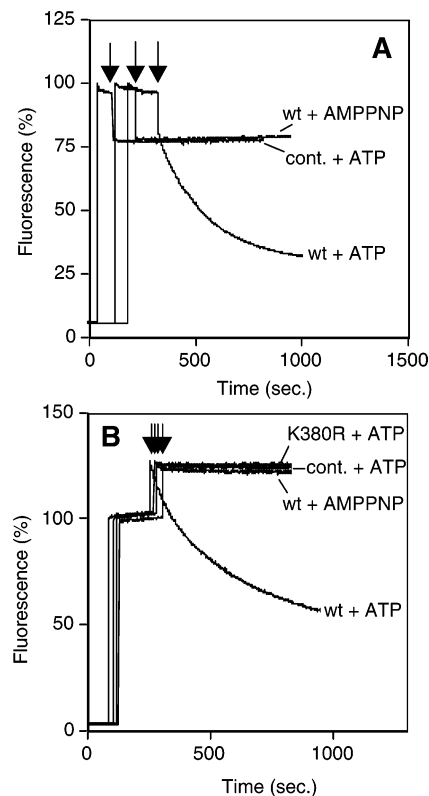 125
A
100
wt + AMPPNP
75
cont. + ATP
Fluorescence (%)
50
wt + ATP
25
0
0 500 1000 1500
Time (sec.)
150
B
K380R + ATP
cont. + ATP
wt + AMPPNP
100
Fluorescence (%)
wt + ATP
50
0
0 500 1000
Time (sec.)